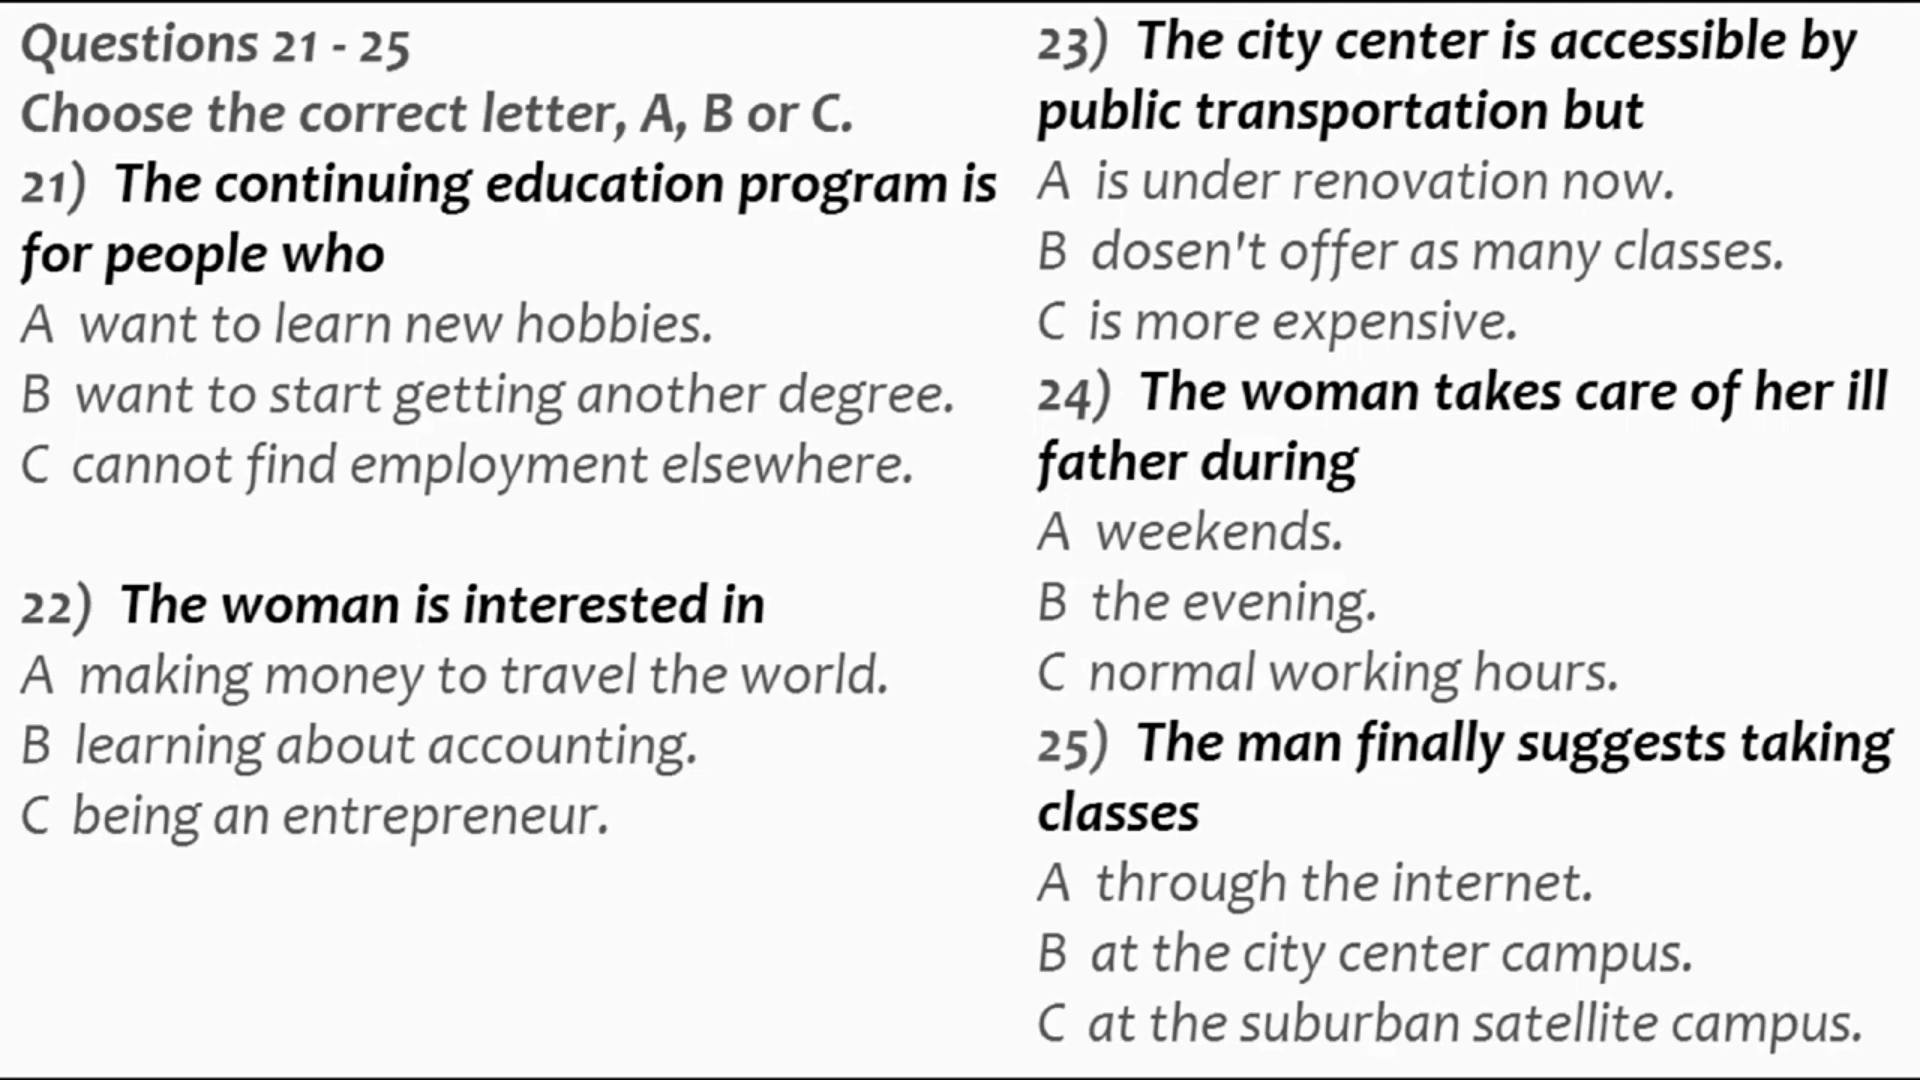 Questions 21 - 25
Choose the correct letter, A, B or C.
21) The continuing education program is
for people who
A want to learn new hobbies.
B want to start getting another degree.
C cannot find employment elsewhere.
22) The woman is interested in
A making money to travel the world.
B learning about accounting.
C being an entrepreneur.
23) The city center is accessible by
public transportation but
A is under renovation now.
B dosen't offer as many classes.
C is more expensive.
24) The woman takes care of her ill
father during
A weekends.
B the evening.
C normal working hours.
25) The man finally suggests taking
classes
A through the internet.
B at the city center campus.
C at the suburban satellite campus.